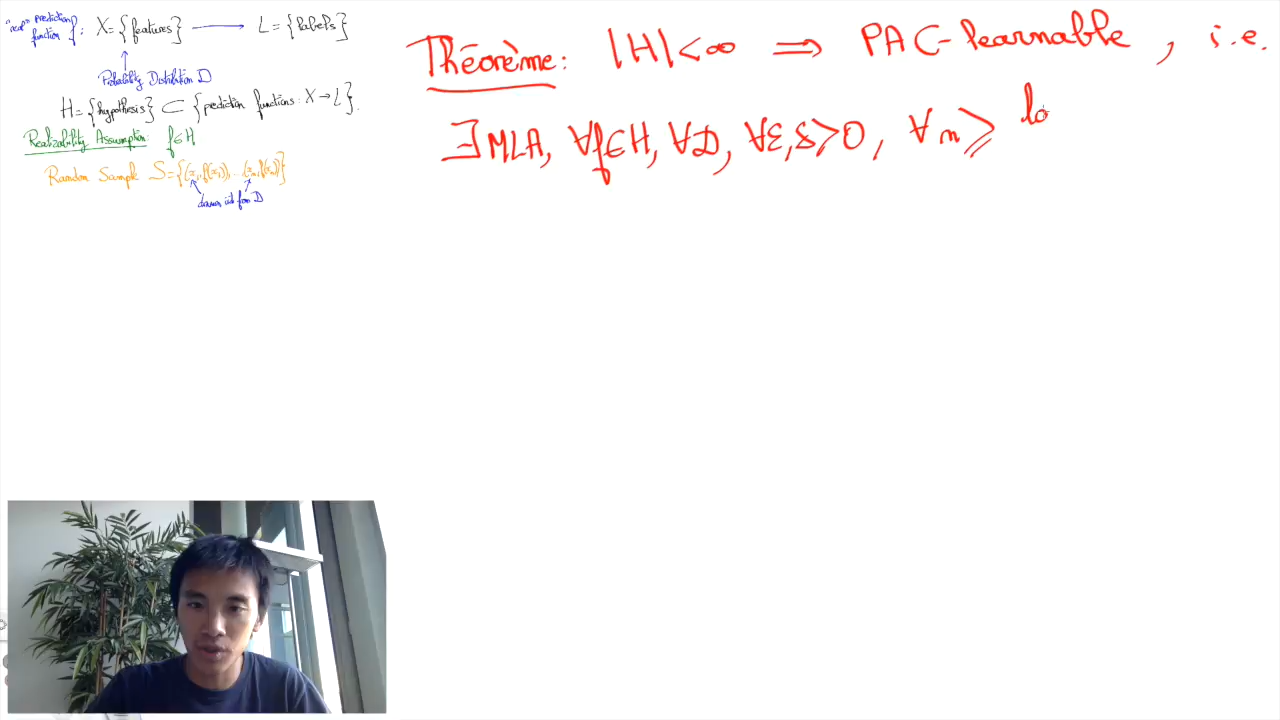 "real" prediction
function f: X = {features} → L = {labels}
Probability Distribution D
H = {hypothesis} ⊂ {prediction functions: X → L}.
Realizability Assumption: f ∈ H
Random Sample S = {(x₁, f(x₁)), ... (xₙ, f(xₙ))}
drawn iid from D
Théorème: |H| < ∞ ⟹ PAC-learnable, i.e.
∃ MLA, ∀f ∈ H, ∀D, ∀ε, δ > 0, ∀n ⩾ lo